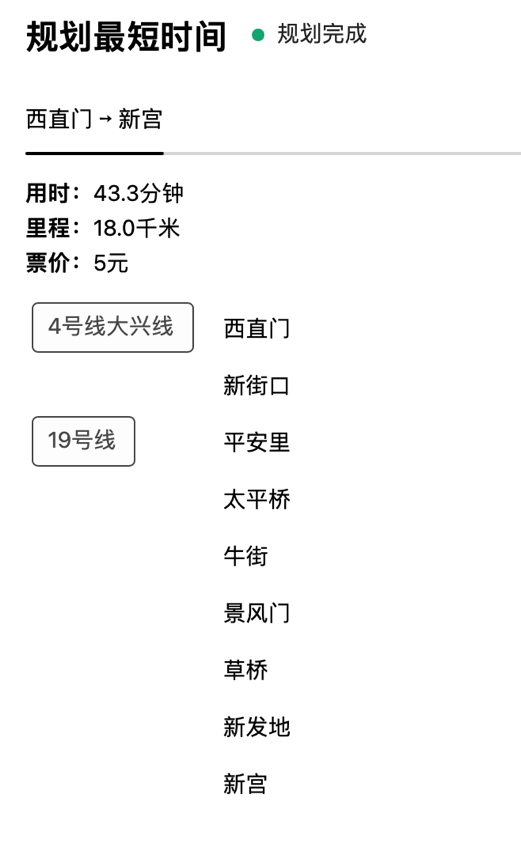 规划最短时间 规划完成
西直门 → 新宫
用时：43.3分钟
里程：18.0千米
票价：5元
4号线大兴线 西直门
新街口
19号线 平安里
太平桥
牛街
景风门
草桥
新发地
新宫